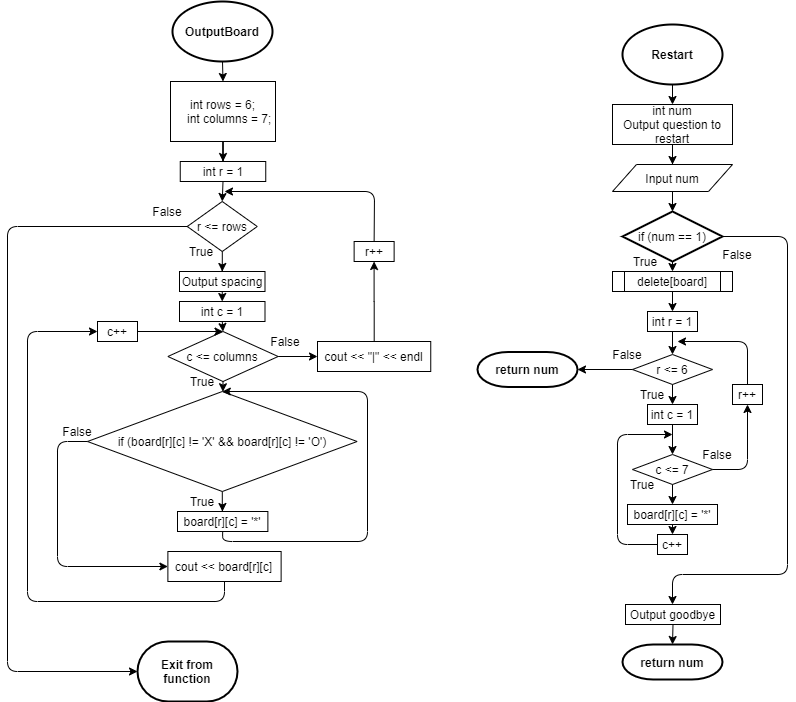 OutputBoard
int rows = 6;
int columns = 7;
int r = 1
False
r <= rows
True
r++
Output spacing
int c = 1
c++
False
c <= columns
cout << "|" << endl
True
False
if (board[r][c] != 'X' && board[r][c] != 'O')
True
board[r][c] = '*'
cout << board[r][c]
Exit from
function
Restart
int num
Output question to
restart
Input num
if (num == 1)
False
True
delete[board]
int r = 1
False
r <= 6
return num
True
r++
int c = 1
False
c <= 7
True
board[r][c] = '*'
c++
Output goodbye
return num